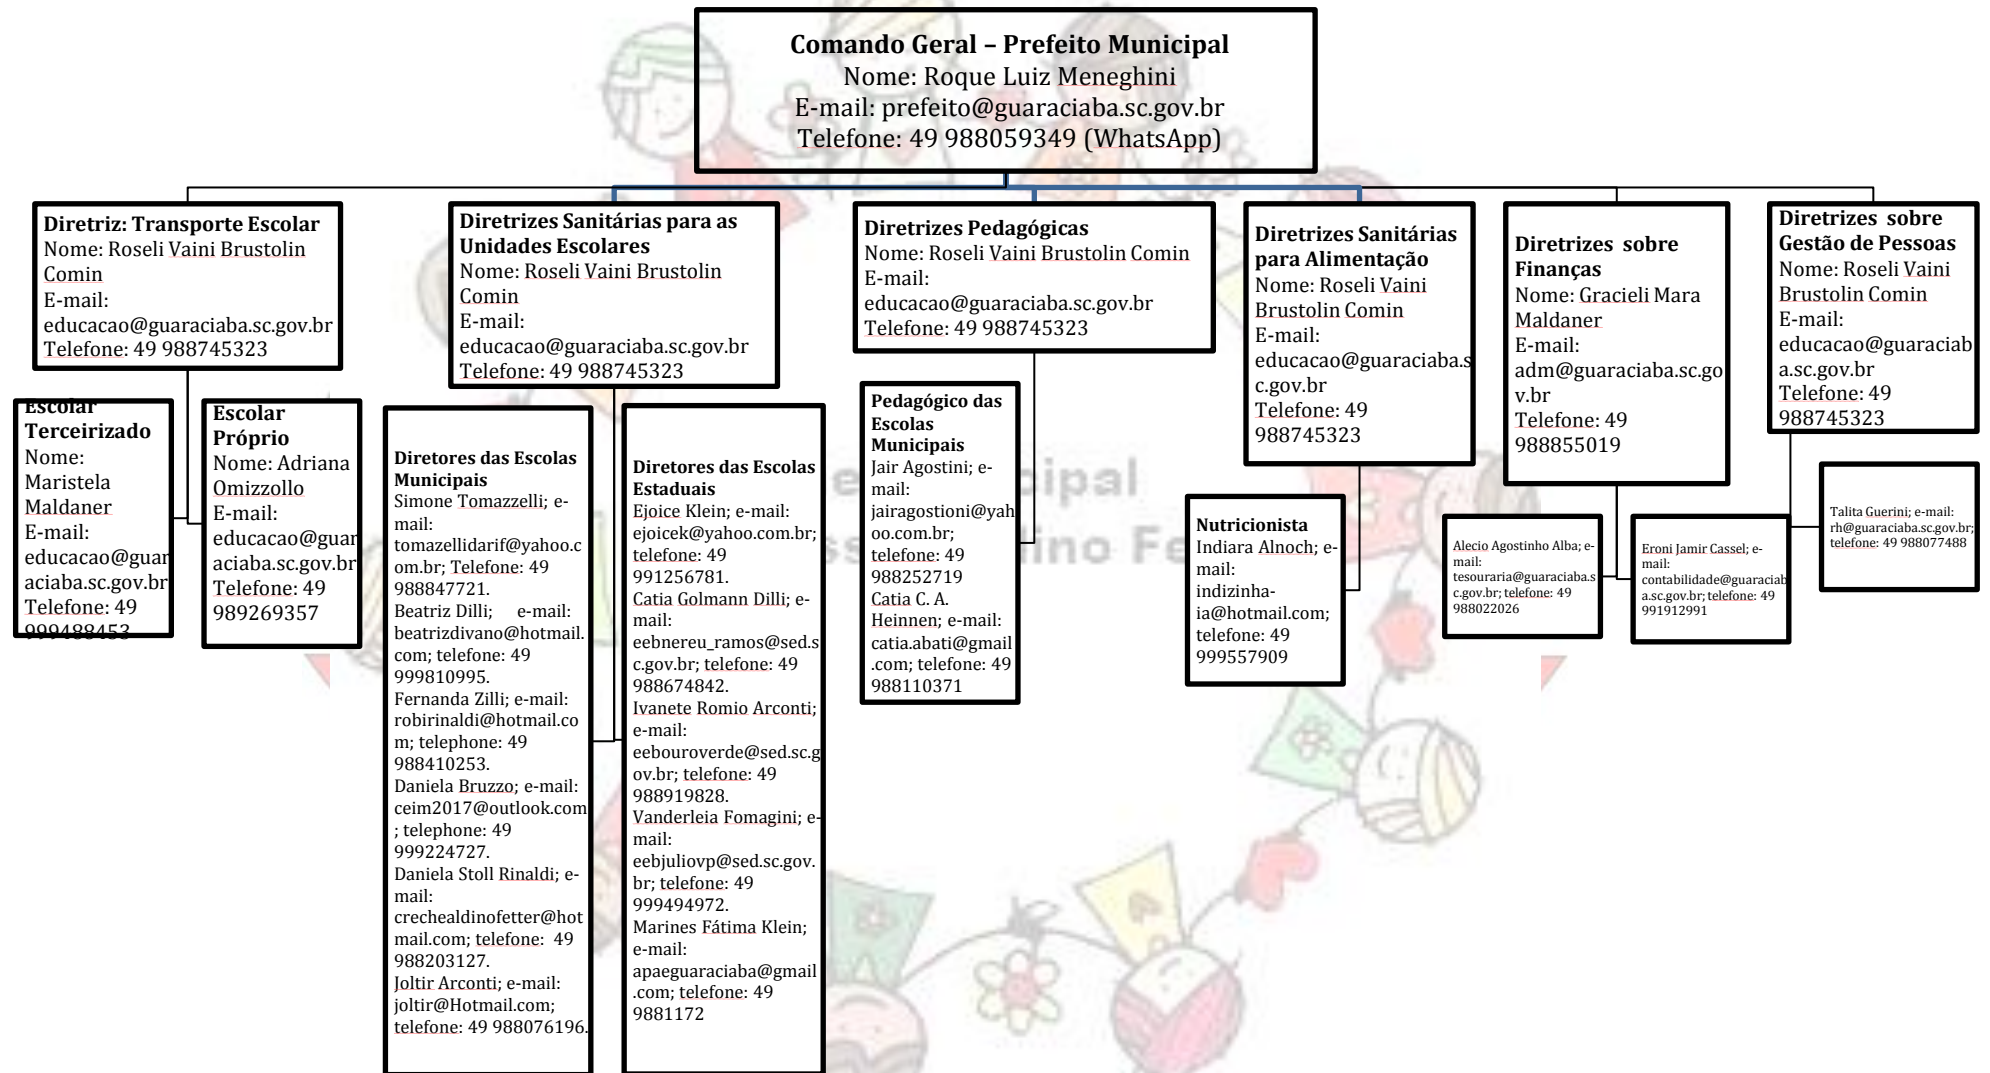 Comando Geral – Prefeito Municipal
Nome: Roque Luiz Meneghini
E-mail: prefeito@guaraciaba.sc.gov.br
Telefone: 49 988059349 (WhatsApp)
Diretriz: Transporte Escolar
Nome: Roseli Vaini Brustolin
Comin
E-mail:
educacao@guaraciaba.sc.gov.br
Telefone: 49 988745323
Diretrizes Sanitárias para as
Unidades Escolares
Nome: Roseli Vaini Brustolin
Comin
E-mail:
educacao@guaraciaba.sc.gov.br
Telefone: 49 988745323
Diretrizes Pedagógicas
Nome: Roseli Vaini Brustolin Comin
E-mail:
educacao@guaraciaba.sc.gov.br
Telefone: 49 988745323
Diretrizes Sanitárias
para Alimentação
Nome: Roseli Vaini
Brustolin Comin
E-mail:
educacao@guaraciaba.s
c.gov.br
Telefone: 49
988745323
Diretrizes sobre
Finanças
Nome: Gracieli Mara
Maldaner
E-mail:
adm@guaraciaba.sc.go
v.br
Telefone: 49
988855019
Diretrizes sobre
Gestão de Pessoas
Nome: Roseli Vaini
Brustolin Comin
E-mail:
educacao@guaraciab
a.sc.gov.br
Telefone: 49
988745323
Escolar
Terceirizado
Nome:
Maristela
Maldaner
E-mail:
educacao@guar
aciaba.sc.gov.br
Telefone: 49
999488453
Escolar
Próprio
Nome: Adriana
Omizzollo
E-mail:
educacao@guar
aciaba.sc.gov.br
Telefone: 49
989269357
Diretores das Escolas
Municipais
Simone Tomazzelli; e-
mail:
tomazellidarif@yahoo.c
om.br; Telefone: 49
988847721.
Beatriz Dilli; e-mail:
beatrizdivano@hotmail.
com; telefone: 49
999810995.
Fernanda Zilli; e-mail:
robirinaldi@hotmail.co
m; telephone: 49
988410253.
Daniela Bruzzo; e-mail:
ceim2017@outlook.com
; telephone: 49
999224727.
Daniela Stoll Rinaldi; e-
mail:
crechealdinofetter@hot
mail.com; telefone: 49
988203127.
Joltir Arconti; e-mail:
joltir@Hotmail.com;
telefone: 49 988076196.
Diretores das Escolas
Estaduais
Ejoice Klein; e-mail:
ejoicek@yahoo.com.br;
telefone: 49
991256781.
Catia Golmann Dilli; e-
mail:
eebnereu_ramos@sed.s
c.gov.br; telefone: 49
988674842.
Ivanete Romio Arconti;
e-mail:
eebouroverde@sed.sc.g
ov.br; telefone: 49
988919828.
Vanderleia Fomagini; e-
mail:
eebjuliovp@sed.sc.gov.
br; telefone: 49
999494972.
Marines Fátima Klein;
e-mail:
apaeguaraciaba@gmail
.com; telefone: 49
9881172
Pedagógico das
Escolas
Municipais
Jair Agostini; e-
mail:
jairagostioni@yah
oo.com.br;
telefone: 49
988252719
Catia C. A.
Heinnen; e-mail:
catia.abati@gmail
.com; telefone: 49
988110371
Nutricionista
Indiara Alnoch; e-
mail:
indizinha-
ia@hotmail.com;
telefone: 49
999557909
Alecio Agostinho Alba; e-
mail:
tesouraria@guaraciaba.s
c.gov.br; telefone: 49
988022026
Eroni Jamir Cassel; e-
mail:
contabilidade@guaraciab
a.sc.gov.br; telefone: 49
991912991
Talita Guerini; e-mail:
rh@guaraciaba.sc.gov.br;
telefone: 49 988077488